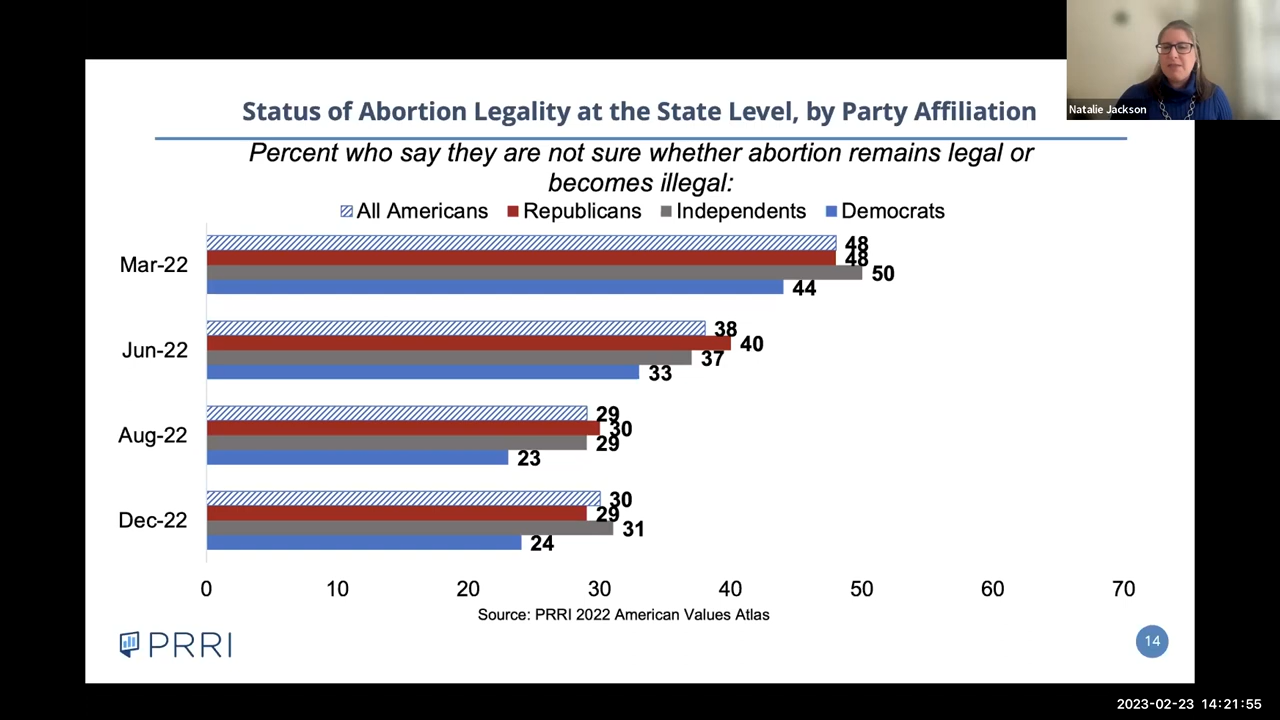 Natalie Jackson
Status of Abortion Legality at the State Level, by Party Affiliation
Percent who say they are not sure whether abortion remains legal or
becomes illegal:
All Americans Republicans Independents Democrats
Mar-22
48
48
50
44
Jun-22
38
40
37
33
Aug-22
29
30
29
23
Dec-22
30
29
31
24
0 10 20 30 40 50 60 70
Source: PRRI 2022 American Values Atlas
PRRI
14
2023-02-23 14:21:55